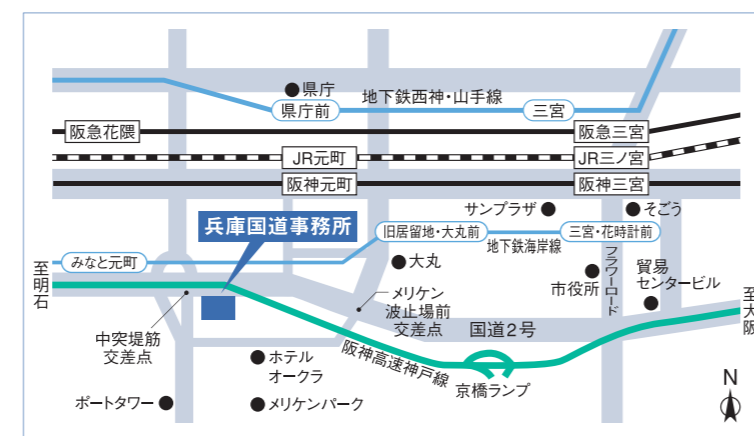 県庁
県庁前
地下鉄西神・山手線
三宮
阪急花隈
阪急三宮
JR元町
JR三ノ宮
阪神元町
阪神三宮
サンプラザ
そごう
兵庫国道事務所
旧居留地・大丸前
三宮・花時計前
地下鉄海岸線
みなと元町
至明石
大丸
フラワーロード
市役所
貿易
センタービル
至大阪
メリケン
波止場前
交差点
国道2号
中突堤筋
交差点
阪神高速神戸線
京橋ランプ
ホテル
オークラ
ポートタワー
メリケンパーク
N